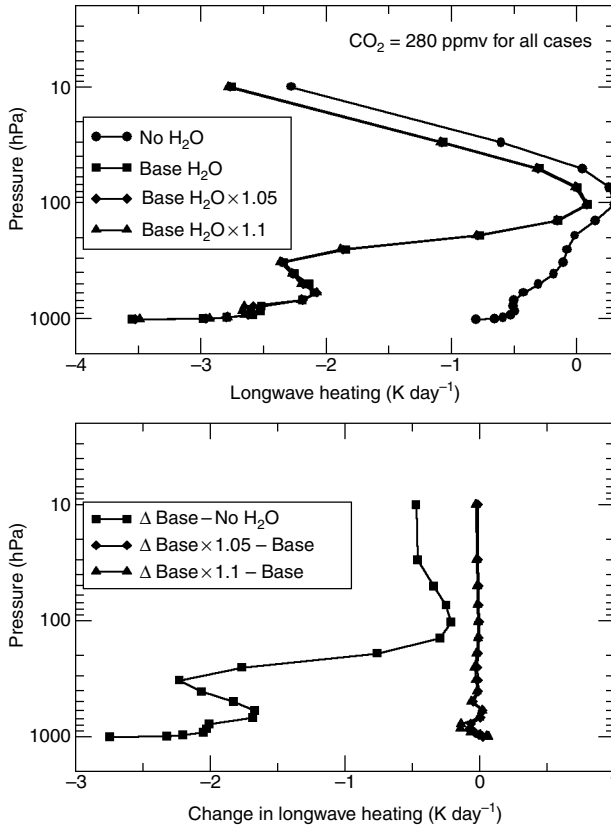 CO₂ = 280 ppmv for all cases
10
100
1000
Pressure (hPa)
No H₂O
Base H₂O
Base H₂O×1.05
Base H₂O×1.1
−4 −3 −2 −1 0
Longwave heating (K day⁻¹)
10
100
1000
Pressure (hPa)
Δ Base−No H₂O
Δ Base×1.05 − Base
Δ Base×1.1 − Base
−3 −2 −1 0
Change in longwave heating (K day⁻¹)